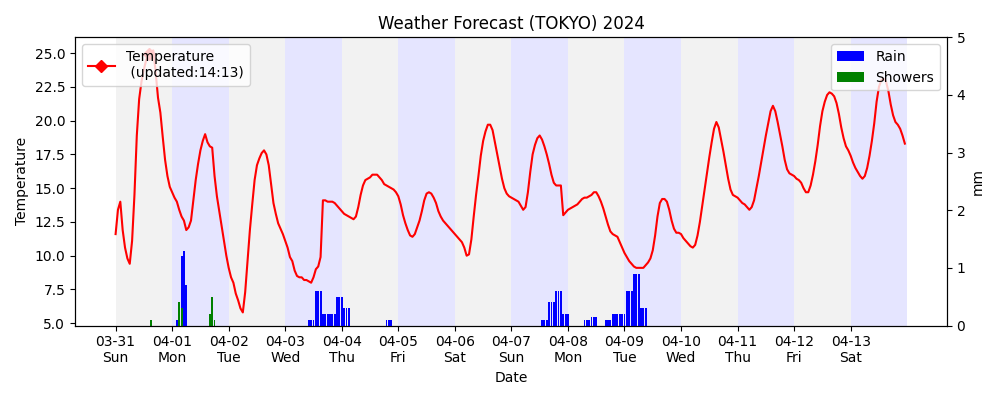 Weather Forecast (TOKYO) 2024
Temperature
(updated:14:13)
Rain
Showers
Temperature
25.0
22.5
20.0
17.5
15.0
12.5
10.0
7.5
5.0
5
4
3
2
1
0
mm
03-31 04-01 04-02 04-03 04-04 04-05 04-06 04-07 04-08 04-09 04-10 04-11 04-12 04-13
Sun Mon Tue Wed Thu Fri Sat Sun Mon Tue Wed Thu Fri Sat
Date